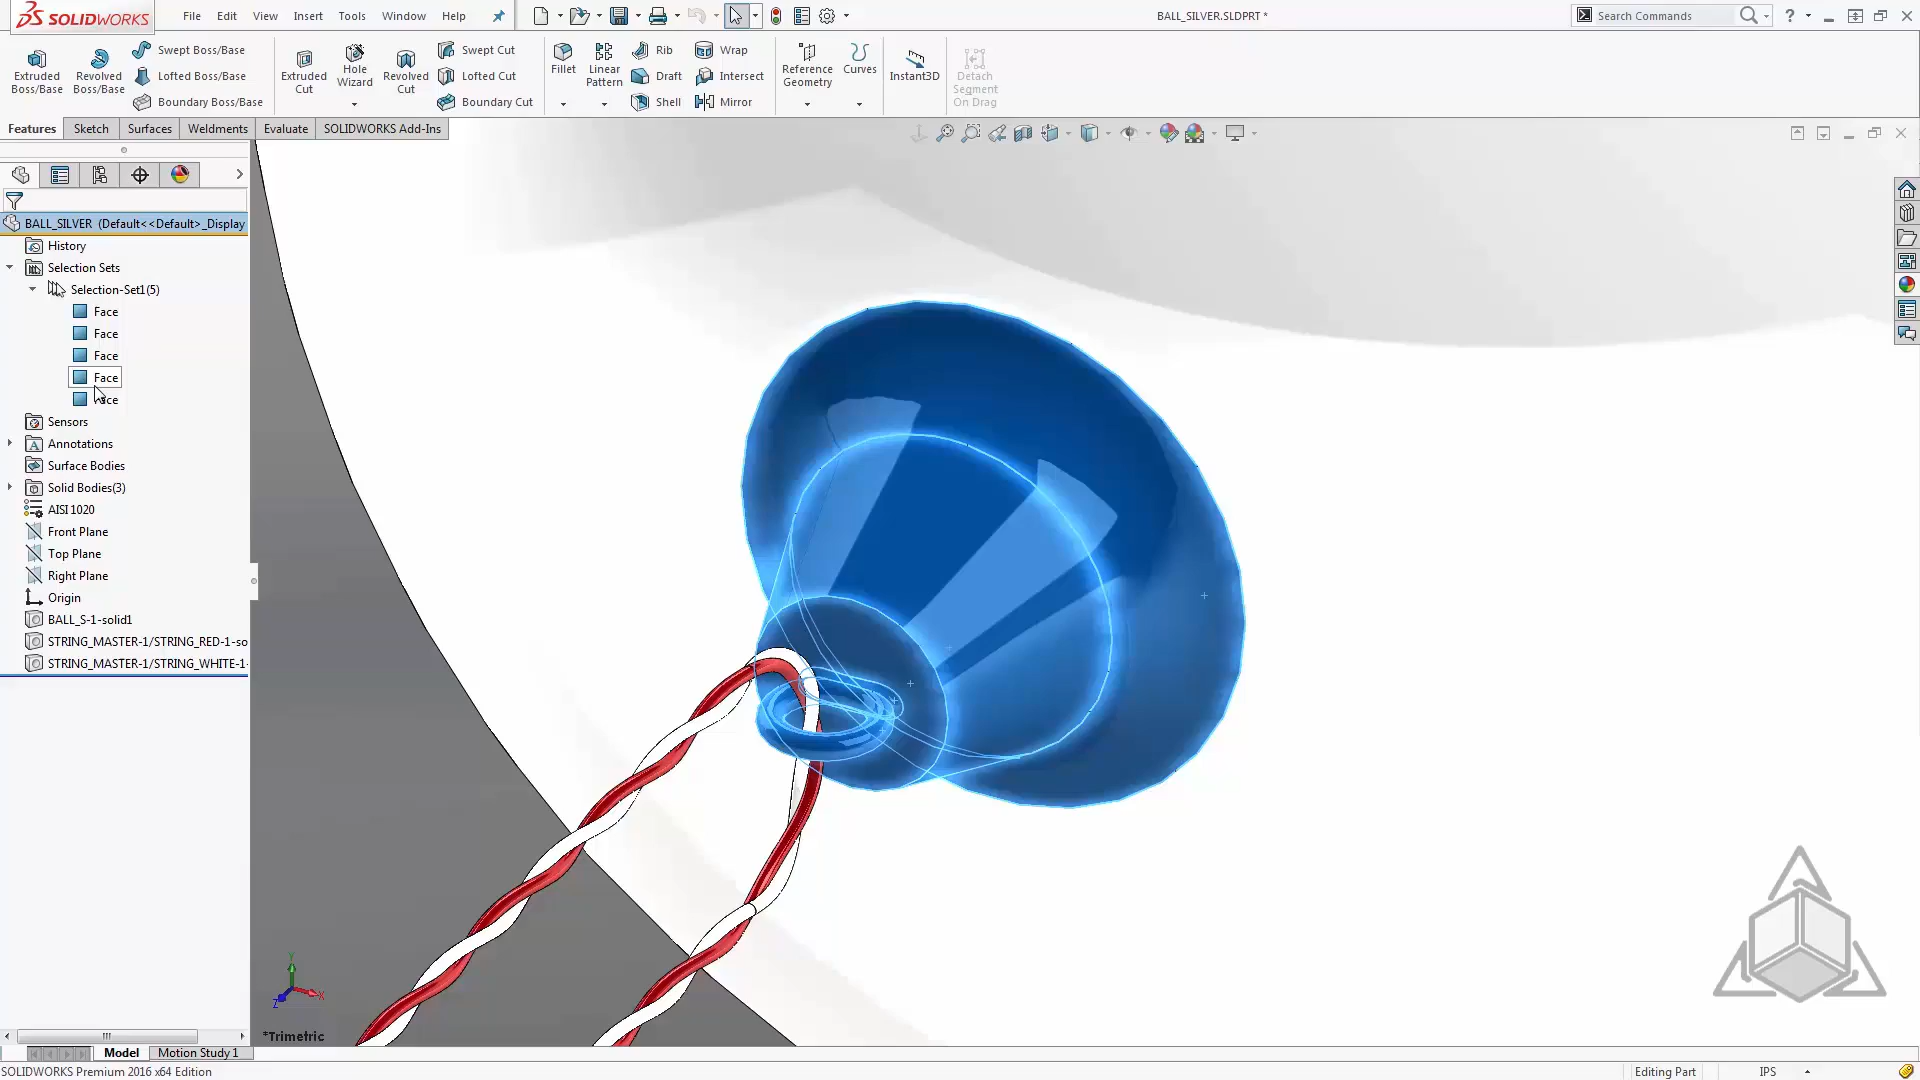 SOLIDWORKS
File Edit View Insert Tools Window Help
BALL_SILVER.SLDPRT *
Search Commands
Extruded Boss/Base
Revolved Boss/Base
Swept Boss/Base
Lofted Boss/Base
Boundary Boss/Base
Extruded Cut
Hole Wizard
Revolved Cut
Swept Cut
Lofted Cut
Boundary Cut
Fillet
Linear Pattern
Rib
Draft
Shell
Wrap
Intersect
Mirror
Reference Geometry
Curves
Instant3D
Detach Segment On Drag
Features Sketch Surfaces Weldments Evaluate SOLIDWORKS Add-Ins
BALL_SILVER (Default<<Default>_Display
History
Selection Sets
Selection-Set1(5)
Face
Face
Face
Face
Sensors
Annotations
Surface Bodies
Solid Bodies(3)
AISI 1020
Front Plane
Top Plane
Right Plane
Origin
BALL_S-1-solid1
STRING_MASTER-1/STRING_RED-1-so
STRING_MASTER-1/STRING_WHITE-1-
Y
X
Z
*Trimetric
Model Motion Study 1
SOLIDWORKS Premium 2016 x64 Edition
Editing Part
IPS